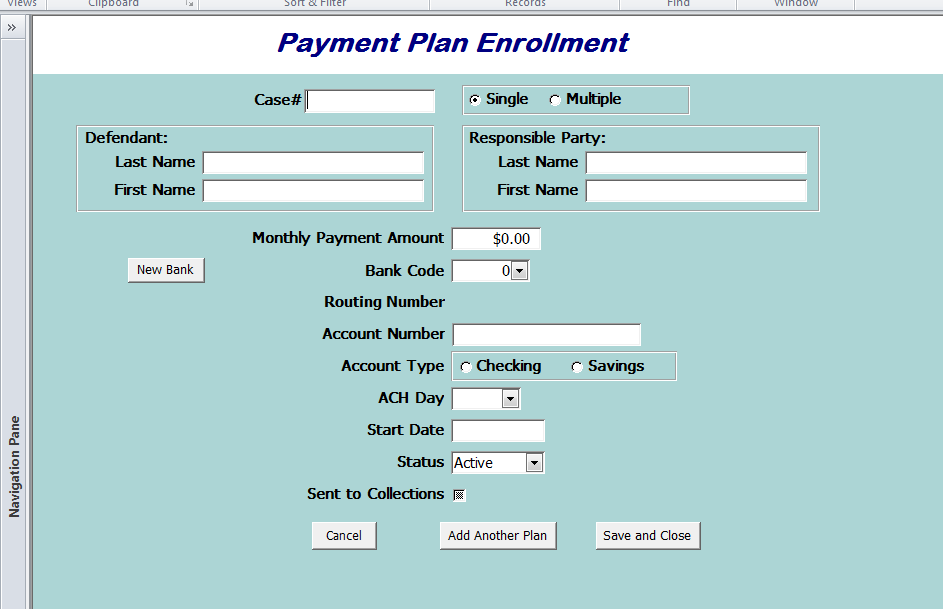 Views Clipboard Sort & Filter Records Find Window
»
Payment Plan Enrollment
Case# Single Multiple
Defendant: Responsible Party:
Last Name Last Name
First Name First Name
Monthly Payment Amount $0.00
New Bank Bank Code 0
Routing Number
Account Number
Account Type Checking Savings
ACH Day
Start Date
Status Active
Sent to Collections
Cancel Add Another Plan Save and Close
Navigation Pane